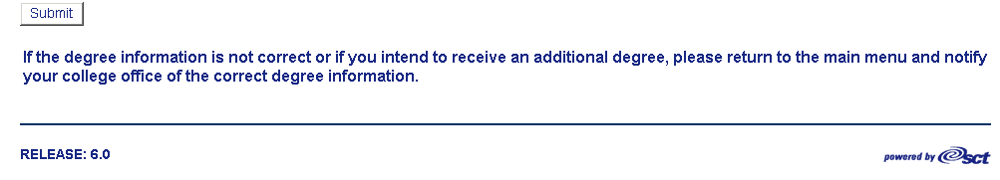 Submit
If the degree information is not correct or if you intend to receive an additional degree, please return to the main menu and notify
your college office of the correct degree information.
RELEASE: 6.0
powered by sct